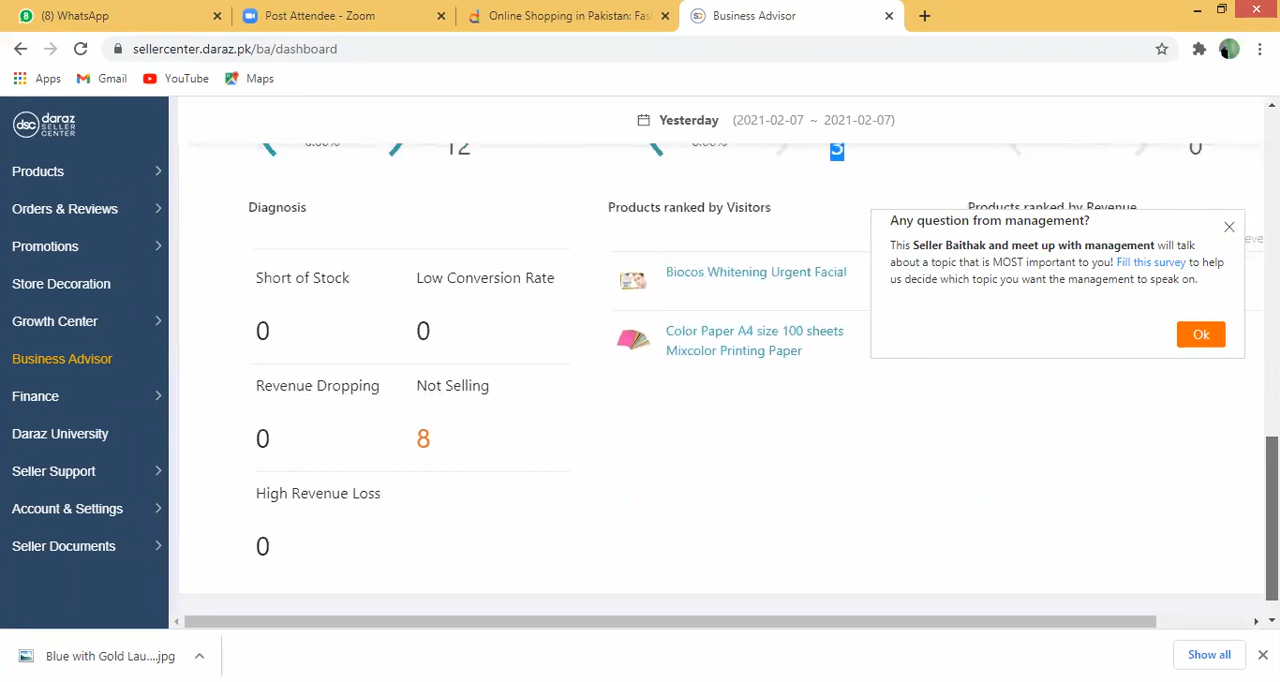 (8) WhatsApp
Post Attendee - Zoom
Online Shopping in Pakistan: Fas
Business Advisor
sellercenter.daraz.pk/ba/dashboard
Apps
Gmail
YouTube
Maps
dsc daraz
SELLER
CENTER
Products
Orders & Reviews
Promotions
Store Decoration
Growth Center
Business Advisor
Finance
Daraz University
Seller Support
Account & Settings
Seller Documents
Yesterday (2021-02-07 ~ 2021-02-07)
12
3
0
Diagnosis
Short of Stock
Low Conversion Rate
0
0
Revenue Dropping
Not Selling
0
8
High Revenue Loss
0
Products ranked by Visitors
Biocos Whitening Urgent Facial
Color Paper A4 size 100 sheets
Mixcolor Printing Paper
Products ranked by Revenue
Any question from management?
This Seller Baithak and meet up with management will talk
about a topic that is MOST important to you! Fill this survey to help
us decide which topic you want the management to speak on.
Ok
Blue with Gold Lau....jpg
Show all